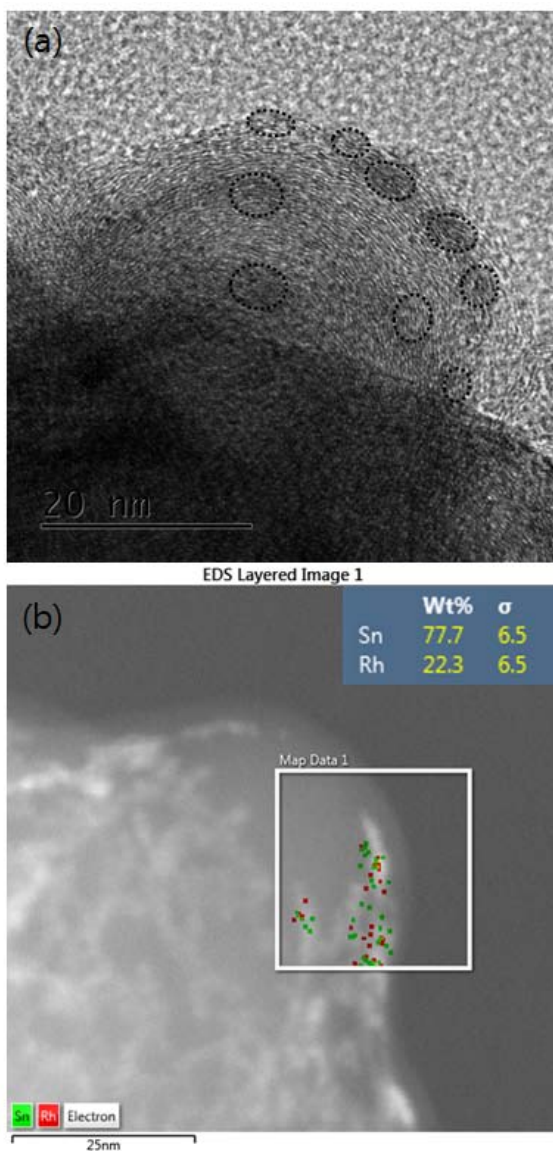 (a)
20 nm
EDS Layered Image 1
(b)
Wt% σ
Sn 77.7 6.5
Rh 22.3 6.5
Map Data 1
Sn Rh Electron
25nm